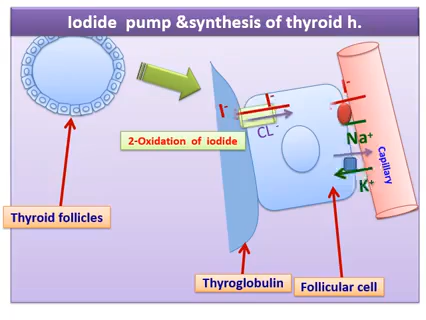 Iodide pump &synthesis of thyroid h.
I-
I-
I-
CL-
2-Oxidation of iodide
Na+
Capillary
K+
Thyroid follicles
Thyroglobulin
Follicular cell